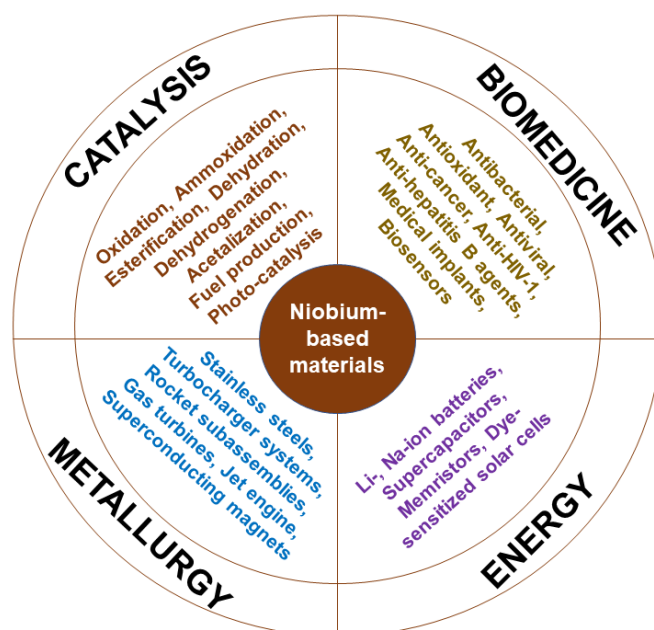 CATALYSIS
Oxidation, Ammoxidation,
Esterification, Dehydration,
Dehydrogenation,
Acetalization,
Fuel production,
Photo-catalysis
BIOMEDICINE
Antibacterial,
Antioxidant, Antiviral,
Anti-cancer, Anti-HIV-1,
Anti-hepatitis B agents,
Medical implants,
Biosensors
Niobium-
based
materials
METALLURGY
Stainless steels,
Turbocharger systems,
Rocket subassemblies,
Gas turbines, Jet engine,
Superconducting magnets
ENERGY
Li-, Na-ion batteries,
Supercapacitors,
Memristors, Dye-
sensitized solar cells